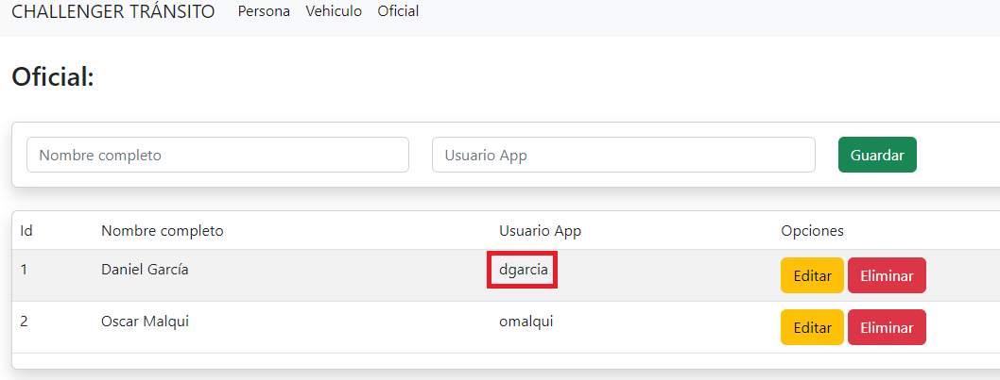 CHALLENGER TRÁNSITO Persona Vehiculo Oficial
Oficial:
Nombre completo Usuario App Guardar
Id Nombre completo Usuario App Opciones
1 Daniel García dgarcia Editar Eliminar
2 Oscar Malqui omalqui Editar Eliminar